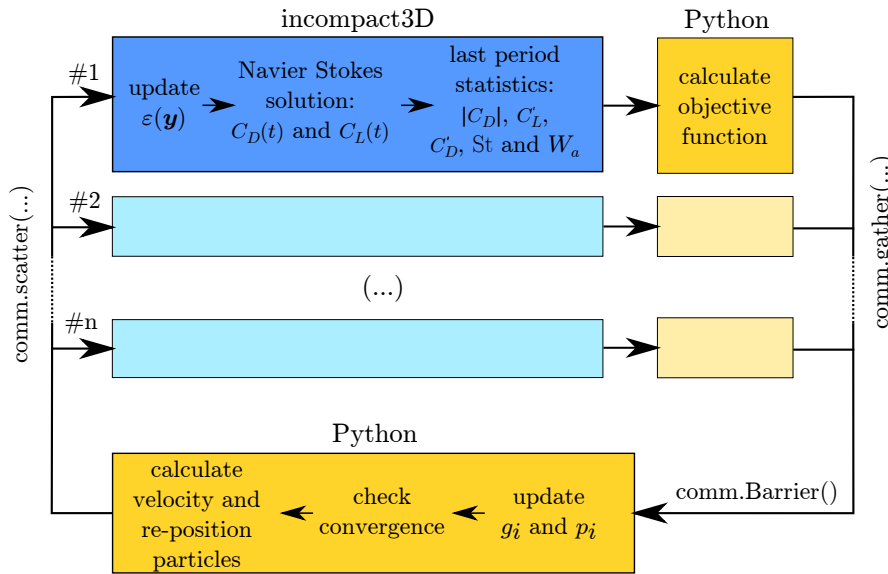 incompact3D
Python
#1
update
ε(y)
Navier Stokes
solution:
C_D(t) and C_L(t)
last period
statistics:
|C_D|, C'_L,
C'_D, St and W_a
calculate
objective
function
#2
(...)
#n
comm.scatter(...)
comm.gather(...)
Python
calculate
velocity and
re-position
particles
check
convergence
update
g_i and p_i
comm.Barrier()